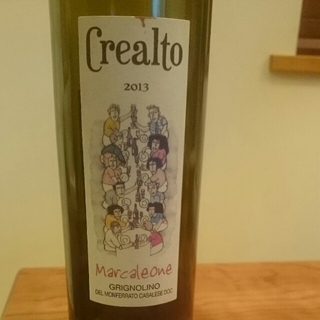 Crealto
2013
Marcaleone
GRIGNOLINO
DEL MONFERRATO CASALESE DOC